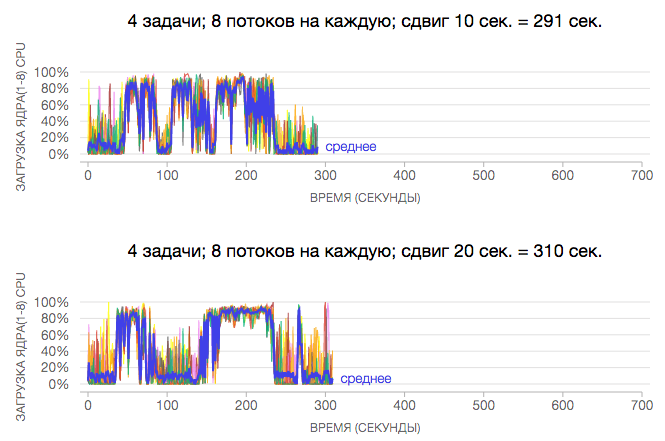 4 задачи; 8 потоков на каждую; сдвиг 10 сек. = 291 сек.
ЗАГРУЗКА ЯДРА(1-8) CPU
100%
80%
60%
40%
20%
0%
среднее
0 100 200 300 400 500 600 700
ВРЕМЯ (СЕКУНДЫ)
4 задачи; 8 потоков на каждую; сдвиг 20 сек. = 310 сек.
ЗАГРУЗКА ЯДРА(1-8) CPU
100%
80%
60%
40%
20%
0%
среднее
0 100 200 300 400 500 600 700
ВРЕМЯ (СЕКУНДЫ)